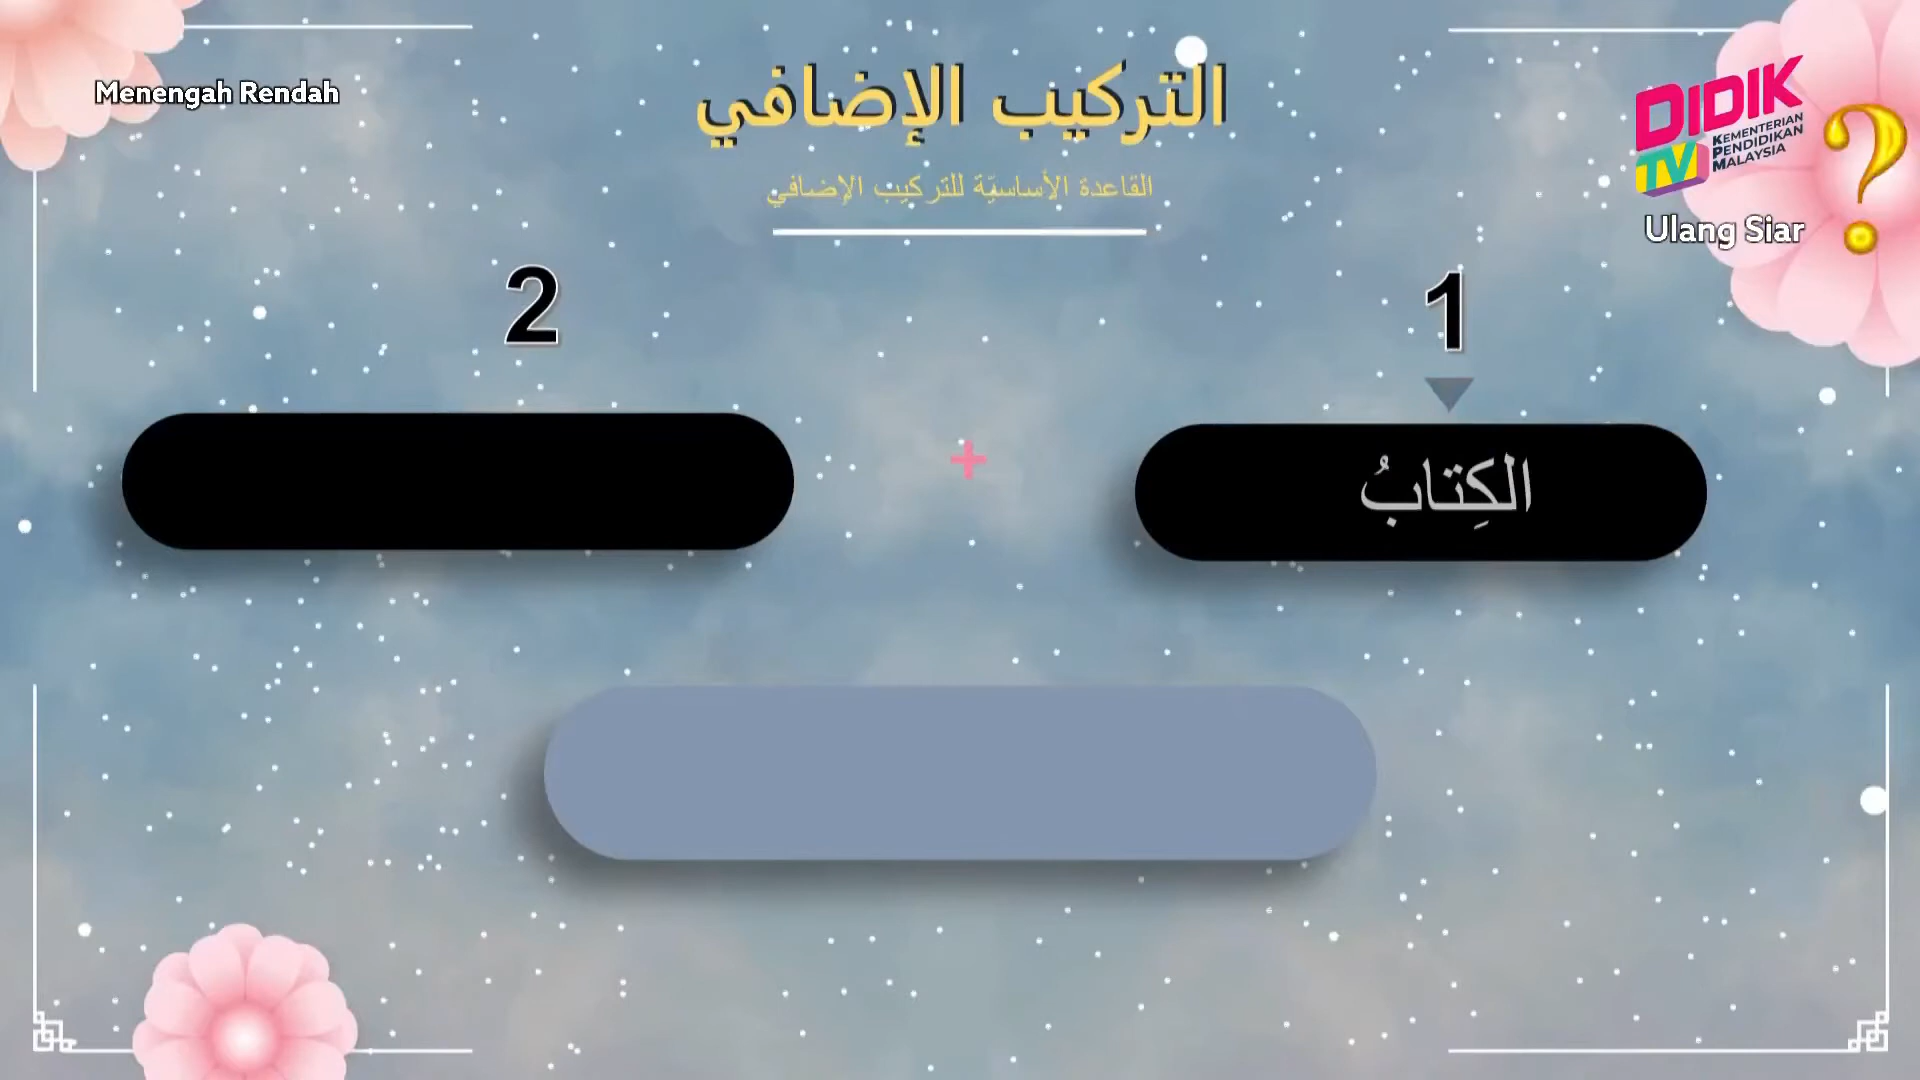 Menengah Rendah
التركيب الإضافي
القاعدة الأساسيّة للتركيب الإضافي
DIDIK
TV
KEMENTERIAN
PENDIDIKAN
MALAYSIA
?
Ulang Siar
1
2
الكِتابُ
+